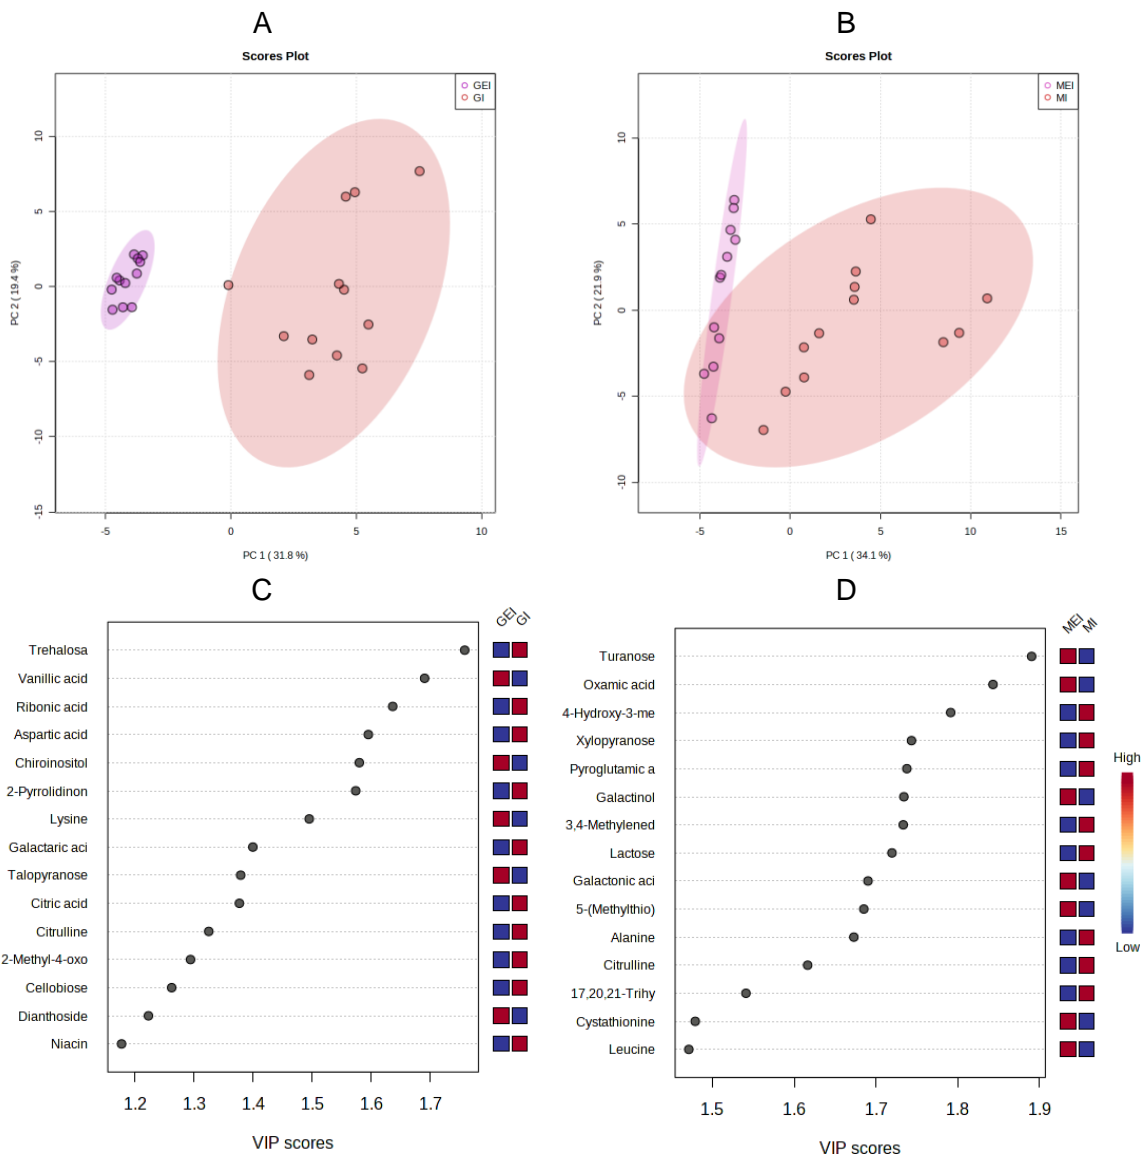 A
Scores Plot
GEI
GI
PC 2 ( 19.4 %)
10
5
0
-5
-10
-15
-5
0
5
10
PC 1 ( 31.8 %)
B
Scores Plot
MEI
MI
PC 2 ( 21.9 %)
10
5
0
-5
-10
-5
0
5
10
15
PC 1 ( 34.1 %)
C
GEI
GI
Trehalosa
Vanillic acid
Ribonic acid
Aspartic acid
Chiroinositol
2-Pyrrolidinon
Lysine
Galactaric aci
Talopyranose
Citric acid
Citrulline
2-Methyl-4-oxo
Cellobiose
Dianthoside
Niacin
1.2
1.3
1.4
1.5
1.6
1.7
VIP scores
D
MEI
MI
Turanose
Oxamic acid
4-Hydroxy-3-me
Xylopyranose
Pyroglutamic a
Galactinol
3,4-Methylened
Lactose
Galactonic aci
5-(Methylthio)
Alanine
Citrulline
17,20,21-Trihy
Cystathionine
Leucine
1.5
1.6
1.7
1.8
1.9
VIP scores
High
Low